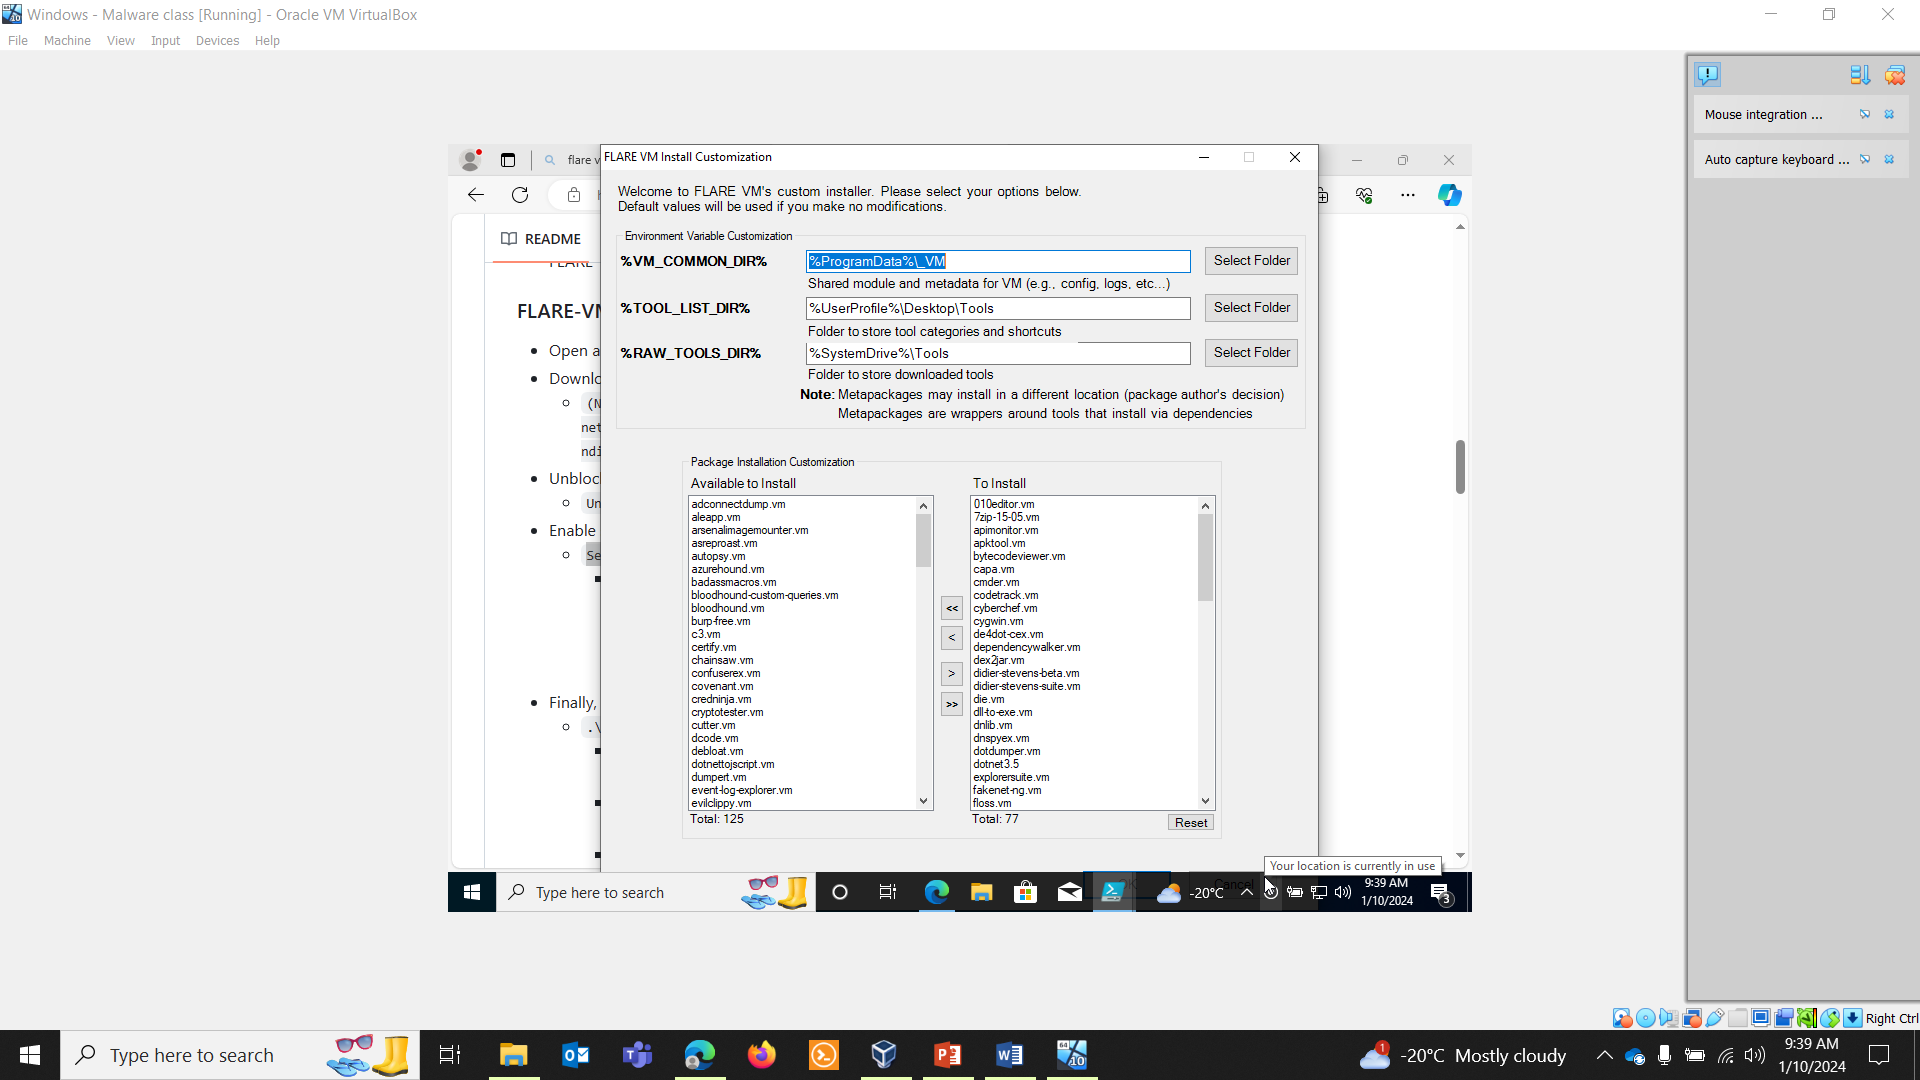 Windows - Malware class [Running] - Oracle VM VirtualBox
File Machine View Input Devices Help
Mouse integration ...
Auto capture keyboard ...
flare v
FLARE VM Install Customization
Welcome to FLARE VM's custom installer. Please select your options below.
Default values will be used if you make no modifications.
README
Environment Variable Customization
%VM_COMMON_DIR% %ProgramData%\_VM Select Folder
Shared module and metadata for VM (e.g., config, logs, etc...)
%TOOL_LIST_DIR% %UserProfile%\Desktop\Tools Select Folder
Folder to store tool categories and shortcuts
%RAW_TOOLS_DIR% %SystemDrive%\Tools Select Folder
Folder to store downloaded tools
Note: Metapackages may install in a different location (package author's decision)
Metapackages are wrappers around tools that install via dependencies
FLARE-VM
Open a
Downlo
(N
net
ndi
Unbloc
Un
Enable
Se
Finally,
.\
Package Installation Customization
Available to Install
adconnectdump.vm
aleapp.vm
arsenalimagemounter.vm
asreproast.vm
autopsy.vm
azurehound.vm
badassmacros.vm
bloodhound-custom-queries.vm
bloodhound.vm
burp-free.vm
c3.vm
certify.vm
chainsaw.vm
confuserex.vm
covenant.vm
credninja.vm
cryptotester.vm
cutter.vm
dcode.vm
debloat.vm
dotnettojscript.vm
dumpert.vm
event-log-explorer.vm
evilclippy.vm
Total: 125
<<
<
>
>>
To Install
010editor.vm
7zip-15-05.vm
apimonitor.vm
apktool.vm
bytecodeviewer.vm
capa.vm
cmder.vm
codetrack.vm
cyberchef.vm
cygwin.vm
de4dot-cex.vm
dependencywalker.vm
dex2jar.vm
didier-stevens-beta.vm
didier-stevens-suite.vm
die.vm
dll-to-exe.vm
dnlib.vm
dnspyex.vm
dotdumper.vm
dotnet3.5
explorersuite.vm
fakenet-ng.vm
floss.vm
Total: 77
Reset
Your location is currently in use
Type here to search
Cancel
-20°C
9:39 AM
1/10/2024
3
Right Ctrl
Type here to search
1
-20°C Mostly cloudy
9:39 AM
1/10/2024